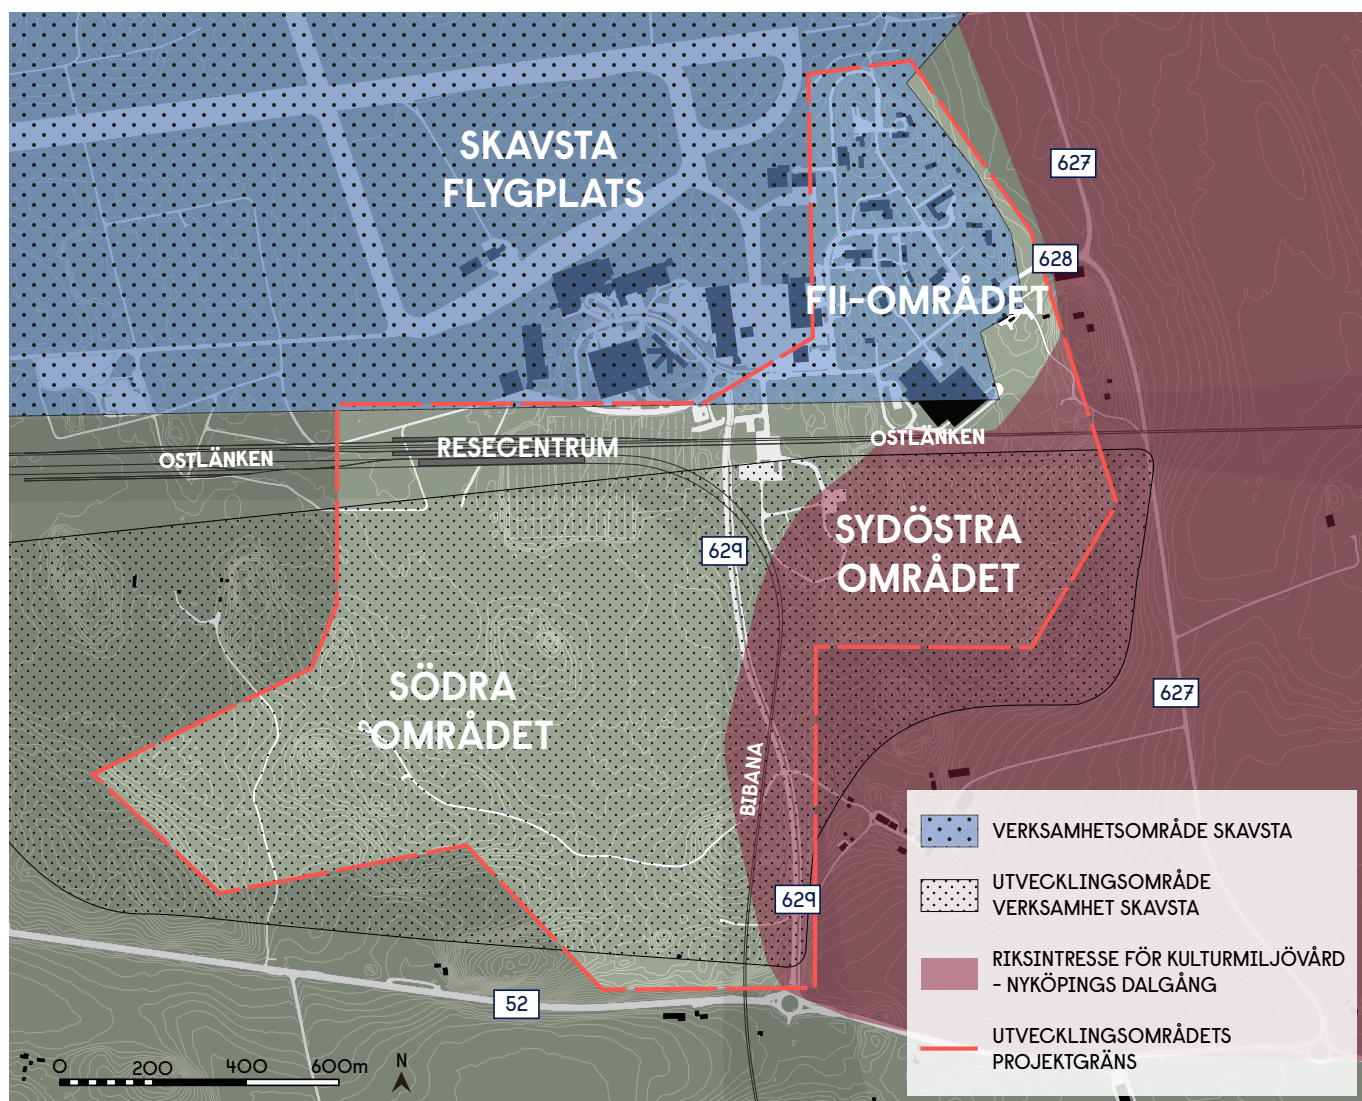 SKAVSTA
FLYGPLATS
627
628
F11-OMRÅDET
OSTLÄNKEN
RESECENTRUM
OSTLÄNKEN
629
SYDÖSTRA
OMRÅDET
SÖDRA
OMRÅDET
627
BIBANA
629
52
VERKSAMHETSOMRÅDE SKAVSTA
UTVECKLINGSOMRÅDE
VERKSAMHET SKAVSTA
RIKSINTRESSE FÖR KULTURMILJÖVÅRD
- NYKÖPINGS DALGÅNG
UTVECKLINGSOMRÅDETS
PROJEKTGRÄNS
0 200 400 600m
N